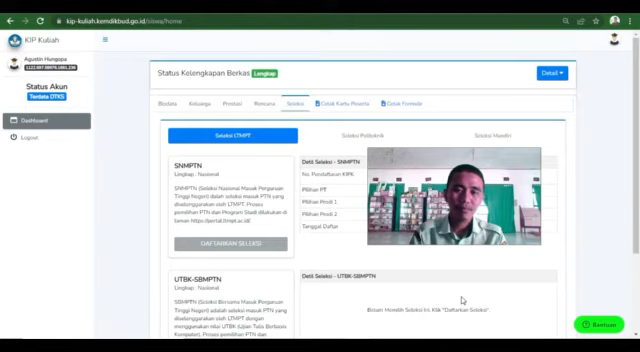 kip-kuliah.kemdikbud.go.id/siswa/home
KIP Kuliah
Agustin Hungopa
Status Akun
Terdata DTKS
Dashboard
Logout
Status Kelengkapan Berkas Lengkap
Detail
Biodata Keluarga Prestasi Rencana Seleksi Cetak Kartu Peserta Cetak Formulir
Seleksi LTMPT Seleksi Politeknik Seleksi Mandiri
SNMPTN
Lingkup : Nasional
SNMPTN (Seleksi Nasional Masuk Perguruan
Tinggi Negeri) adalah seleksi masuk PTN yang
diselenggarakan oleh LTMPT. Proses
pemilihan PTN dan Program Studi dilakukan di
laman https://portal.ltmpt.ac.id/
DAFTARKAN SELEKSI
Detil Seleksi - SNMPTN
No. Pendaftaran KIPK
Pilihan PT
Pilihan Prodi 1
Pilihan Prodi 2
Tanggal Daftar
UTBK-SBMPTN
Lingkup : Nasional
SBMPTN (Seleksi Bersama Masuk Perguruan
Tinggi Negeri) adalah seleksi masuk PTN yang
diselenggarakan oleh LTMPT dengan
menggunakan nilai UTBK (Ujian Tulis Berbasis
Komputer). Proses pemilihan PTN dan
Detil Seleksi - UTBK-SBMPTN
Belum Memilih Seleksi Ini. Klik "Daftarkan Seleksi"
Bantuan